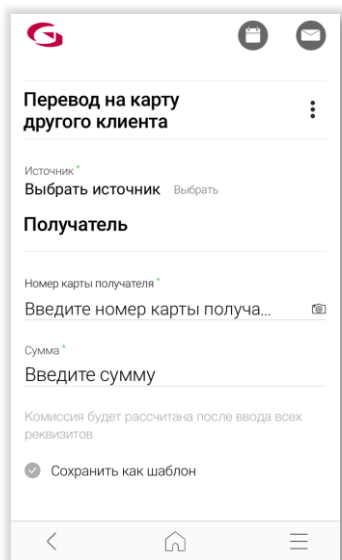 Перевод на карту
другого клиента
Источник *
Выбрать источник Выбрать
Получатель
Номер карты получателя *
Введите номер карты получа...
Сумма *
Введите сумму
Комиссия будет рассчитана после ввода всех
реквизитов
Сохранить как шаблон